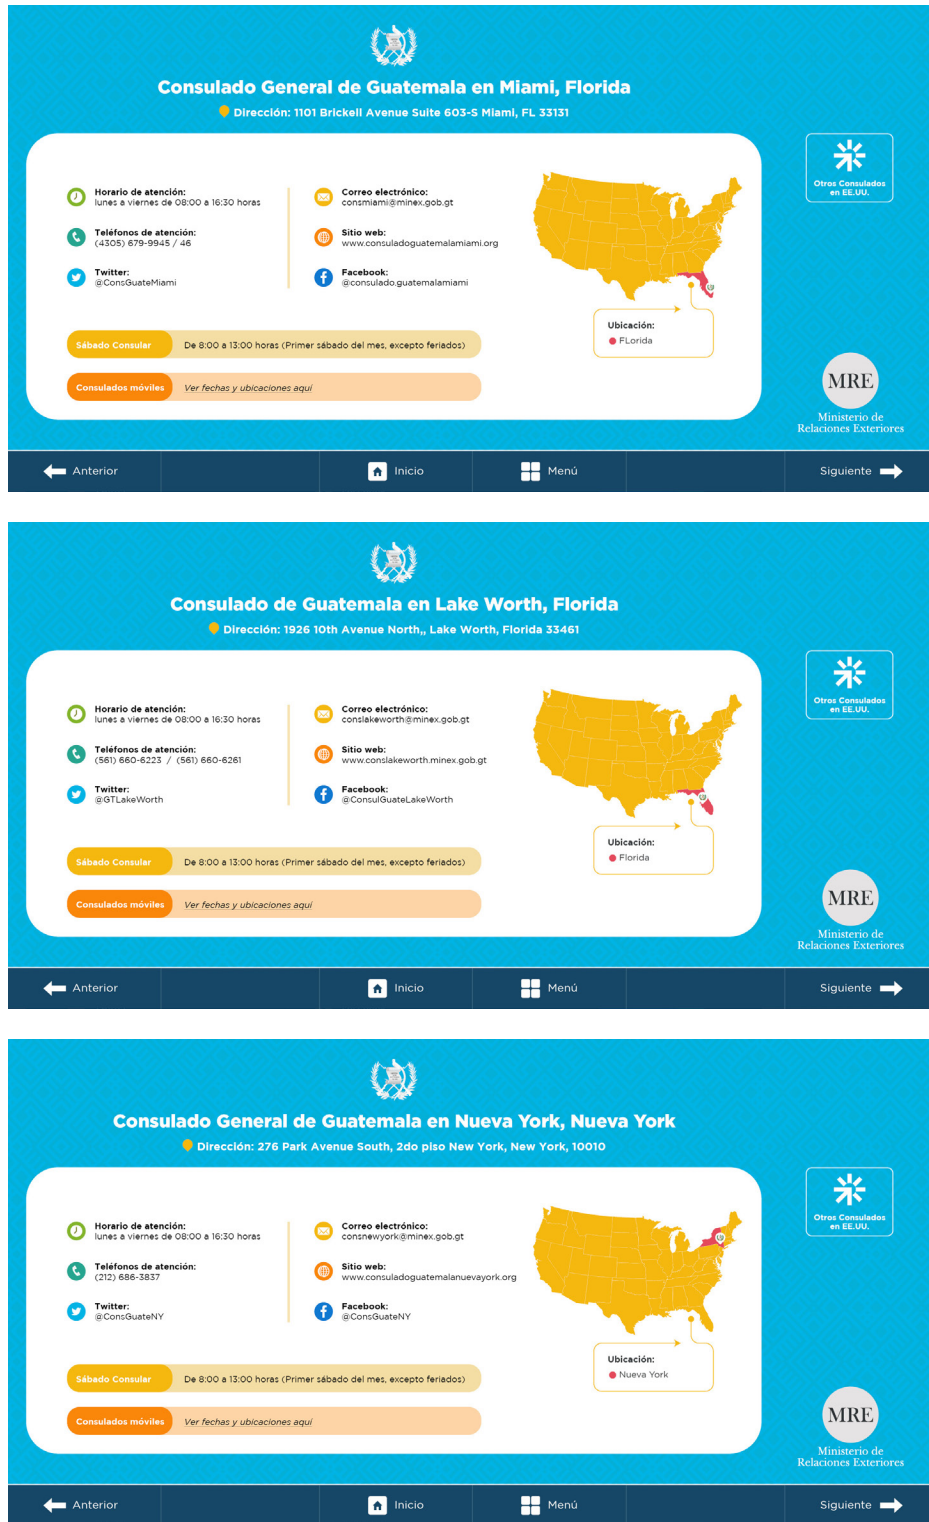 Consulado General de Guatemala en Miami, Florida
Dirección: 1101 Brickell Avenue Suite 603-S Miami, FL 33131
Horario de atención:
lunes a viernes de 08:00 a 16:30 horas
Teléfonos de atención:
(4305) 679-9945 / 46
Twitter:
@ConsGuateMiami
Correo electrónico:
consmiami@minex.gob.gt
Sitio web:
www.consuladoguatemalamiami.org
Facebook:
@consulado.guatemalamiami
Sábado Consular
De 8:00 a 13:00 horas (Primer sábado del mes, excepto feriados)
Consulados móviles
Ver fechas y ubicaciones aquí
Ubicación:
FLorida
Otros Consulados
en EE.UU.
MRE
Ministerio de
Relaciones Exteriores
Anterior
Inicio
Menú
Siguiente
Consulado de Guatemala en Lake Worth, Florida
Dirección: 1926 10th Avenue North,, Lake Worth, Florida 33461
Horario de atención:
lunes a viernes de 08:00 a 16:30 horas
Teléfonos de atención:
(561) 660-6223 / (561) 660-6261
Twitter:
@GTLakeWorth
Correo electrónico:
conslakeworth@minex.gob.gt
Sitio web:
www.conslakeworth.minex.gob.gt
Facebook:
@ConsulGuateLakeWorth
Sábado Consular
De 8:00 a 13:00 horas (Primer sábado del mes, excepto feriados)
Consulados móviles
Ver fechas y ubicaciones aquí
Ubicación:
Florida
Otros Consulados
en EE.UU.
MRE
Ministerio de
Relaciones Exteriores
Anterior
Inicio
Menú
Siguiente
Consulado General de Guatemala en Nueva York, Nueva York
Dirección: 276 Park Avenue South, 2do piso New York, New York, 10010
Horario de atención:
lunes a viernes de 08:00 a 16:30 horas
Teléfonos de atención:
(212) 686-3837
Twitter:
@ConsGuateNY
Correo electrónico:
consnewyork@minex.gob.gt
Sitio web:
www.consuladoguatemalanuevayork.org
Facebook:
@ConsGuateNY
Sábado Consular
De 8:00 a 13:00 horas (Primer sábado del mes, excepto feriados)
Consulados móviles
Ver fechas y ubicaciones aquí
Ubicación:
Nueva York
Otros Consulados
en EE.UU.
MRE
Ministerio de
Relaciones Exteriores
Anterior
Inicio
Menú
Siguiente